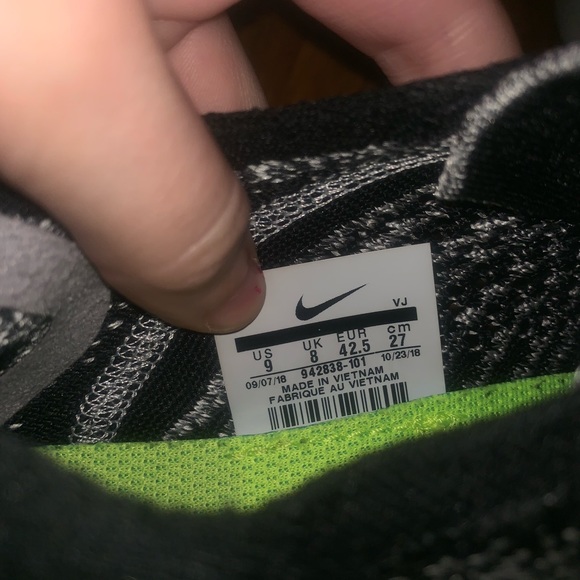 VJ
US UK EUR cm
9 8 42.5 27
09/07/18 942838-101 10/23/18
MADE IN VIETNAM
FABRIQUE AU VIETNAM